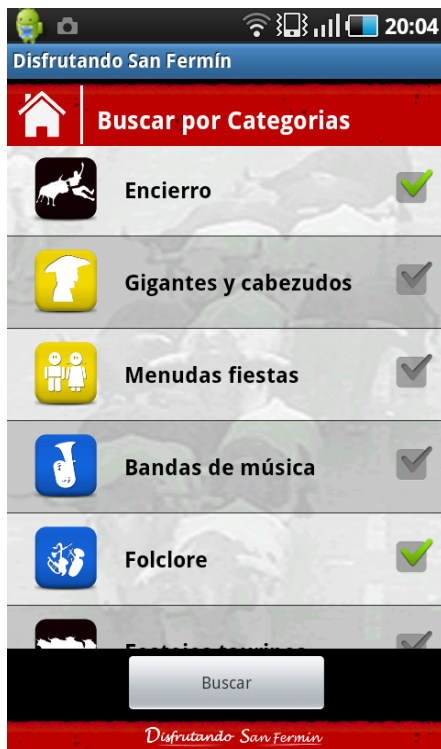 20:04
Disfrutando San Fermín
Buscar por Categorias
Encierro
Gigantes y cabezudos
Menudas fiestas
Bandas de música
Folclore
Buscar
Disfrutando San Fermin